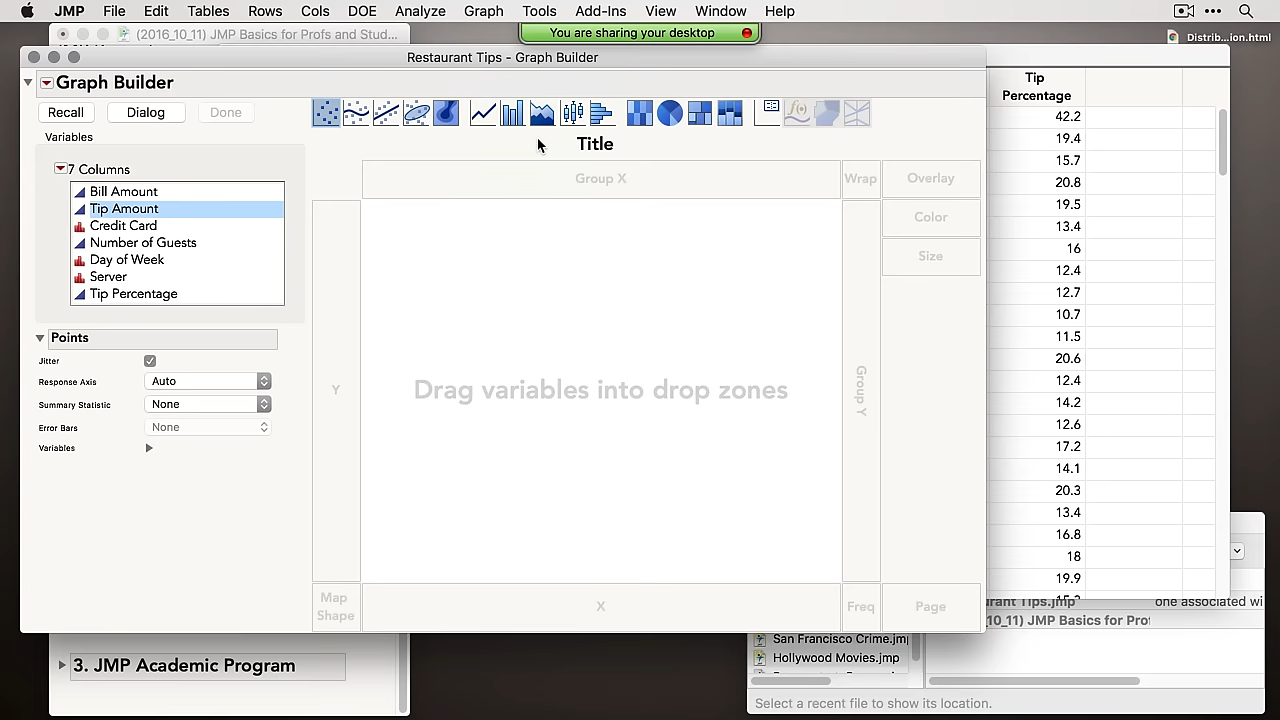 JMP File Edit Tables Rows Cols DOE Analyze Graph Tools Add-Ins View Window Help
You are sharing your desktop
(2016_10_11) JMP Basics for Profs and Stud...
Distrib...ion.html
Restaurant Tips - Graph Builder
Graph Builder
Recall Dialog Done
Variables
7 Columns
Bill Amount
Tip Amount
Credit Card
Number of Guests
Day of Week
Server
Tip Percentage
Points
Jitter
Response Axis Auto
Summary Statistic None
Error Bars None
Variables
Title
Group X
Wrap
Overlay
Color
Size
Y
Drag variables into drop zones
Group Y
Map
Shape
X
Freq
Page
Tip
Percentage
42.2
19.4
15.7
20.8
19.5
13.4
16
12.4
12.7
10.7
11.5
20.6
12.4
14.2
12.6
17.2
14.1
20.3
13.4
16.8
18
19.9
3. JMP Academic Program
urant Tips.jmp one associated wi
10_11) JMP Basics for Prof
San Francisco Crime.jmp
Hollywood Movies.jmp
Select a recent file to show its location.